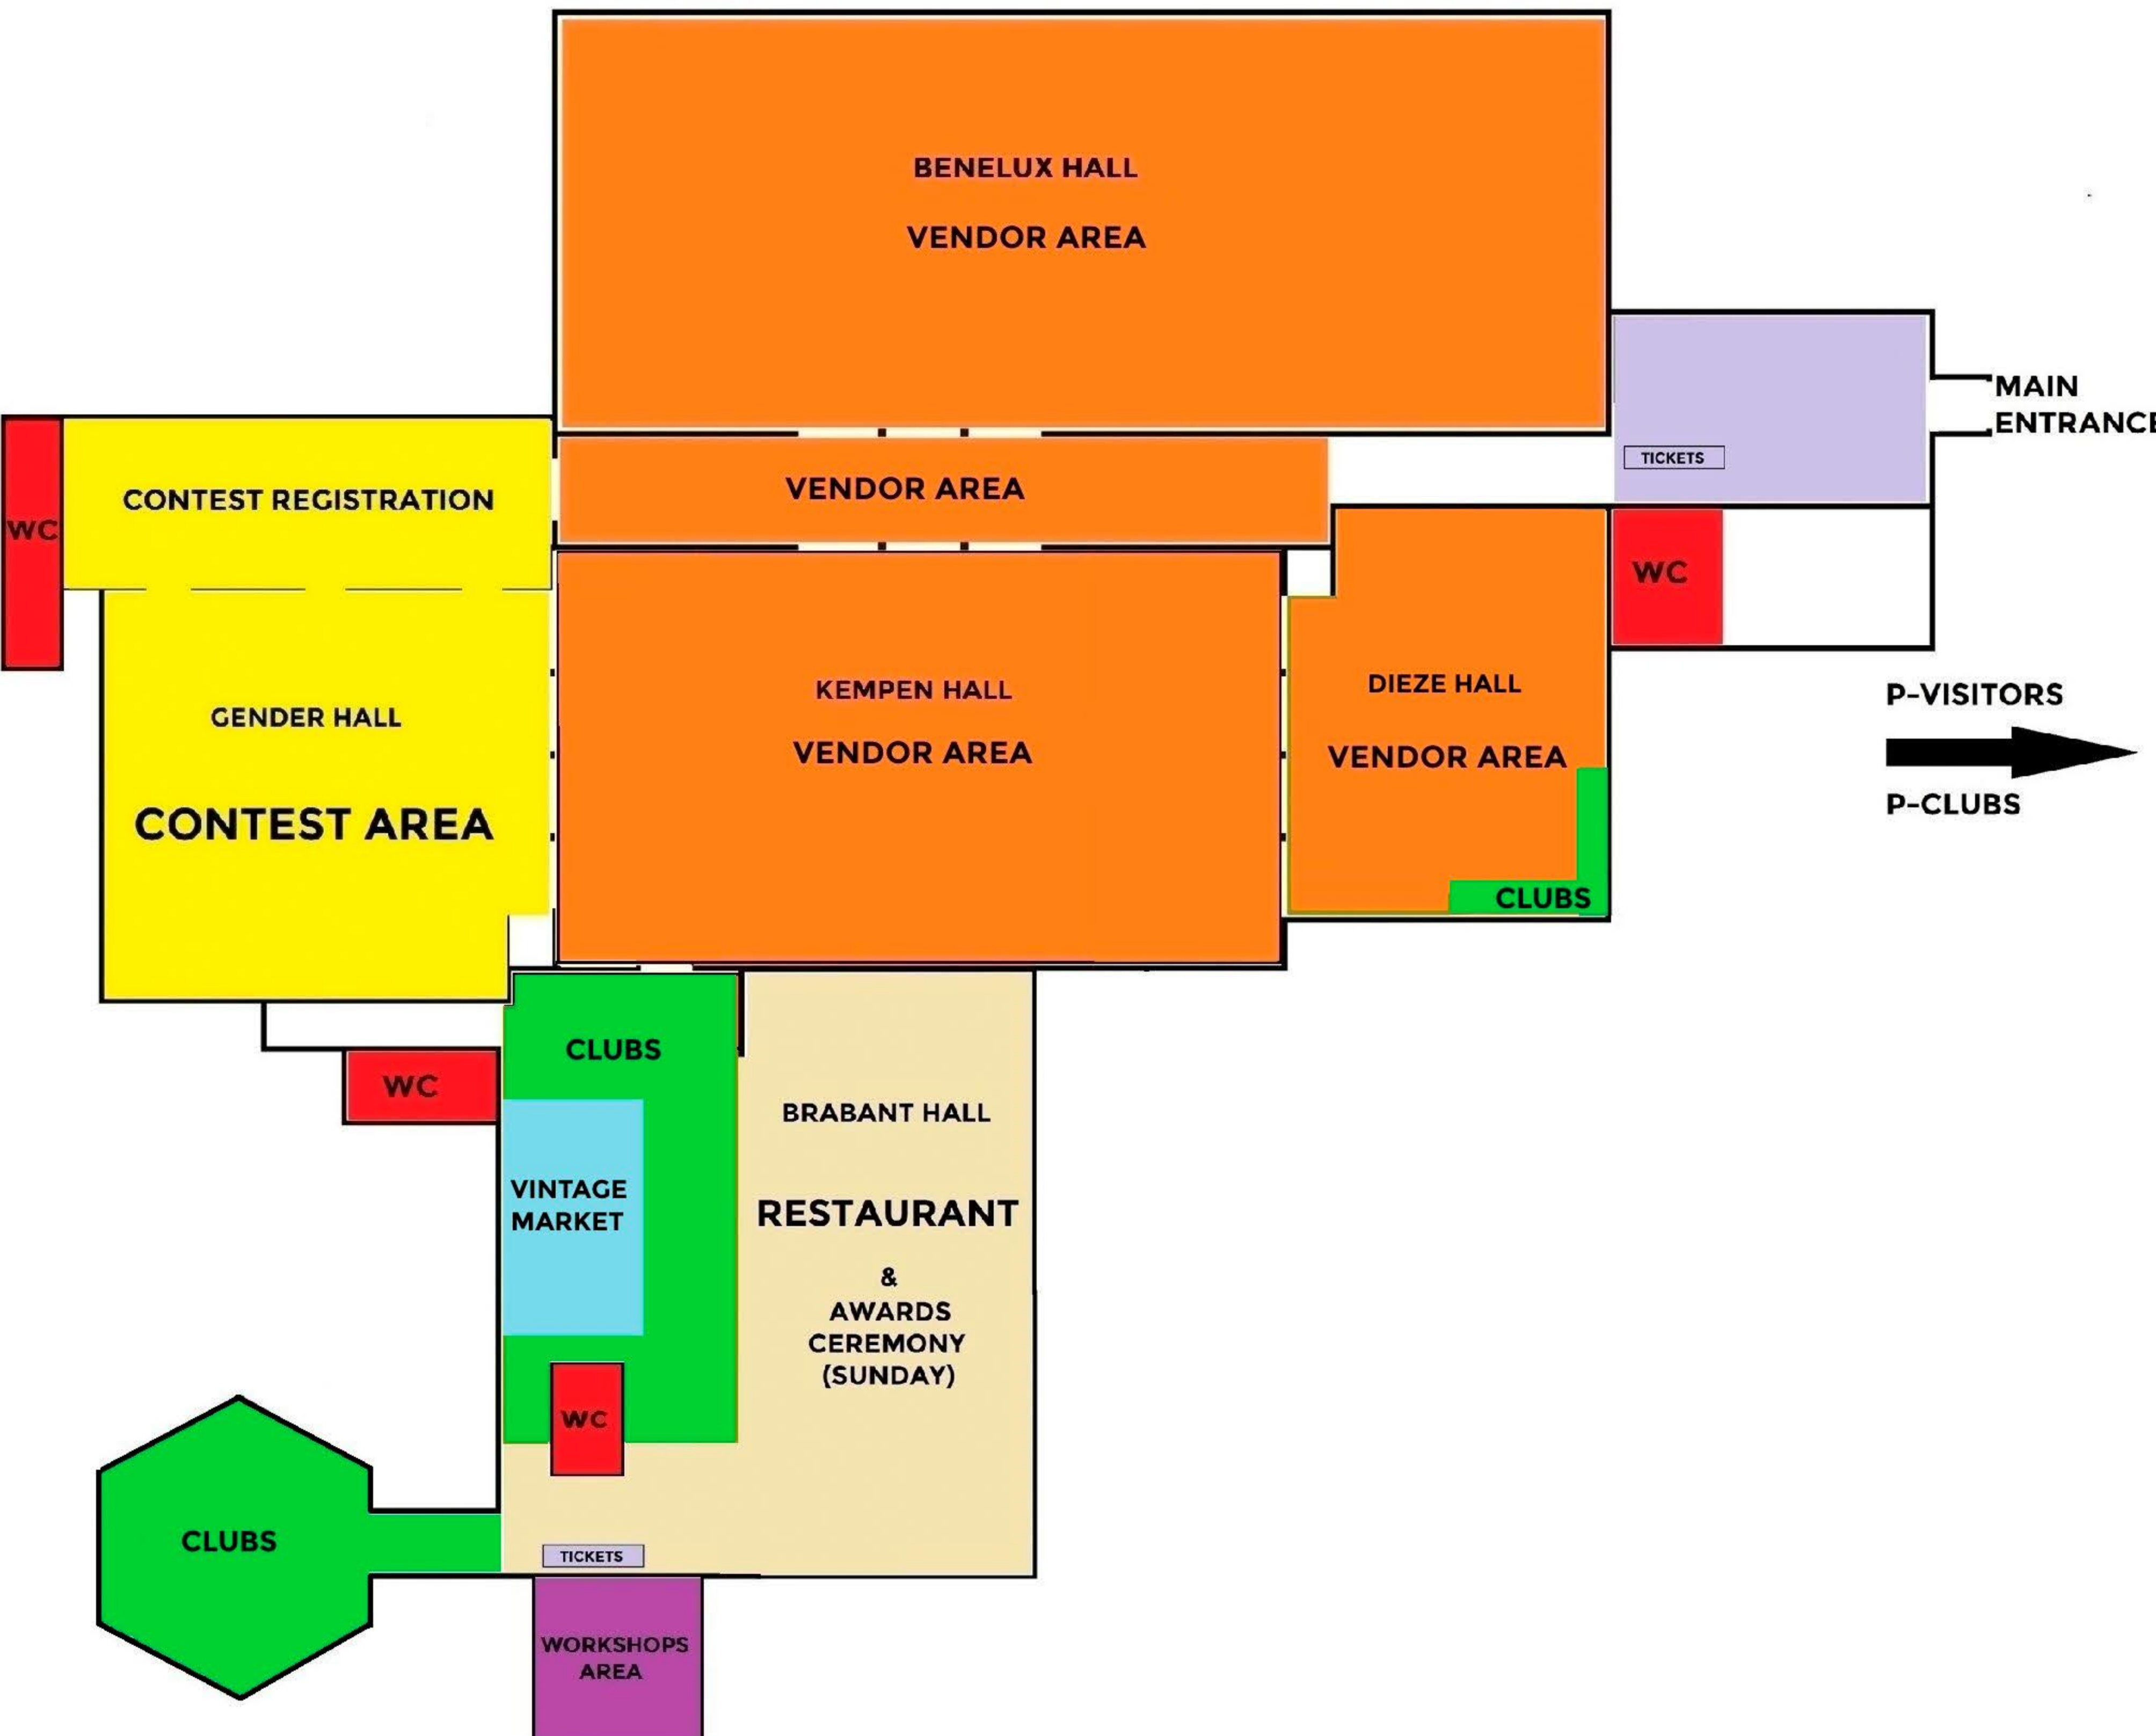 BENELUX HALL
VENDOR AREA
MAIN
ENTRANCE
TICKETS
VENDOR AREA
CONTEST REGISTRATION
WC
WC
KEMPEN HALL
VENDOR AREA
DIEZE HALL
VENDOR AREA
CLUBS
P-VISITORS
P-CLUBS
GENDER HALL
CONTEST AREA
CLUBS
WC
BRABANT HALL
VINTAGE
MARKET
RESTAURANT
&
AWARDS
CEREMONY
(SUNDAY)
WC
CLUBS
TICKETS
WORKSHOPS
AREA